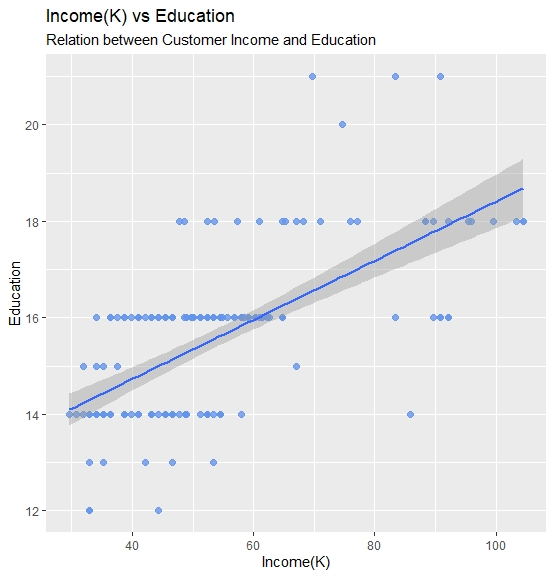 Income(K) vs Education
Relation between Customer Income and Education
20
18
16
14
12
Education
40 60 80 100
Income(K)